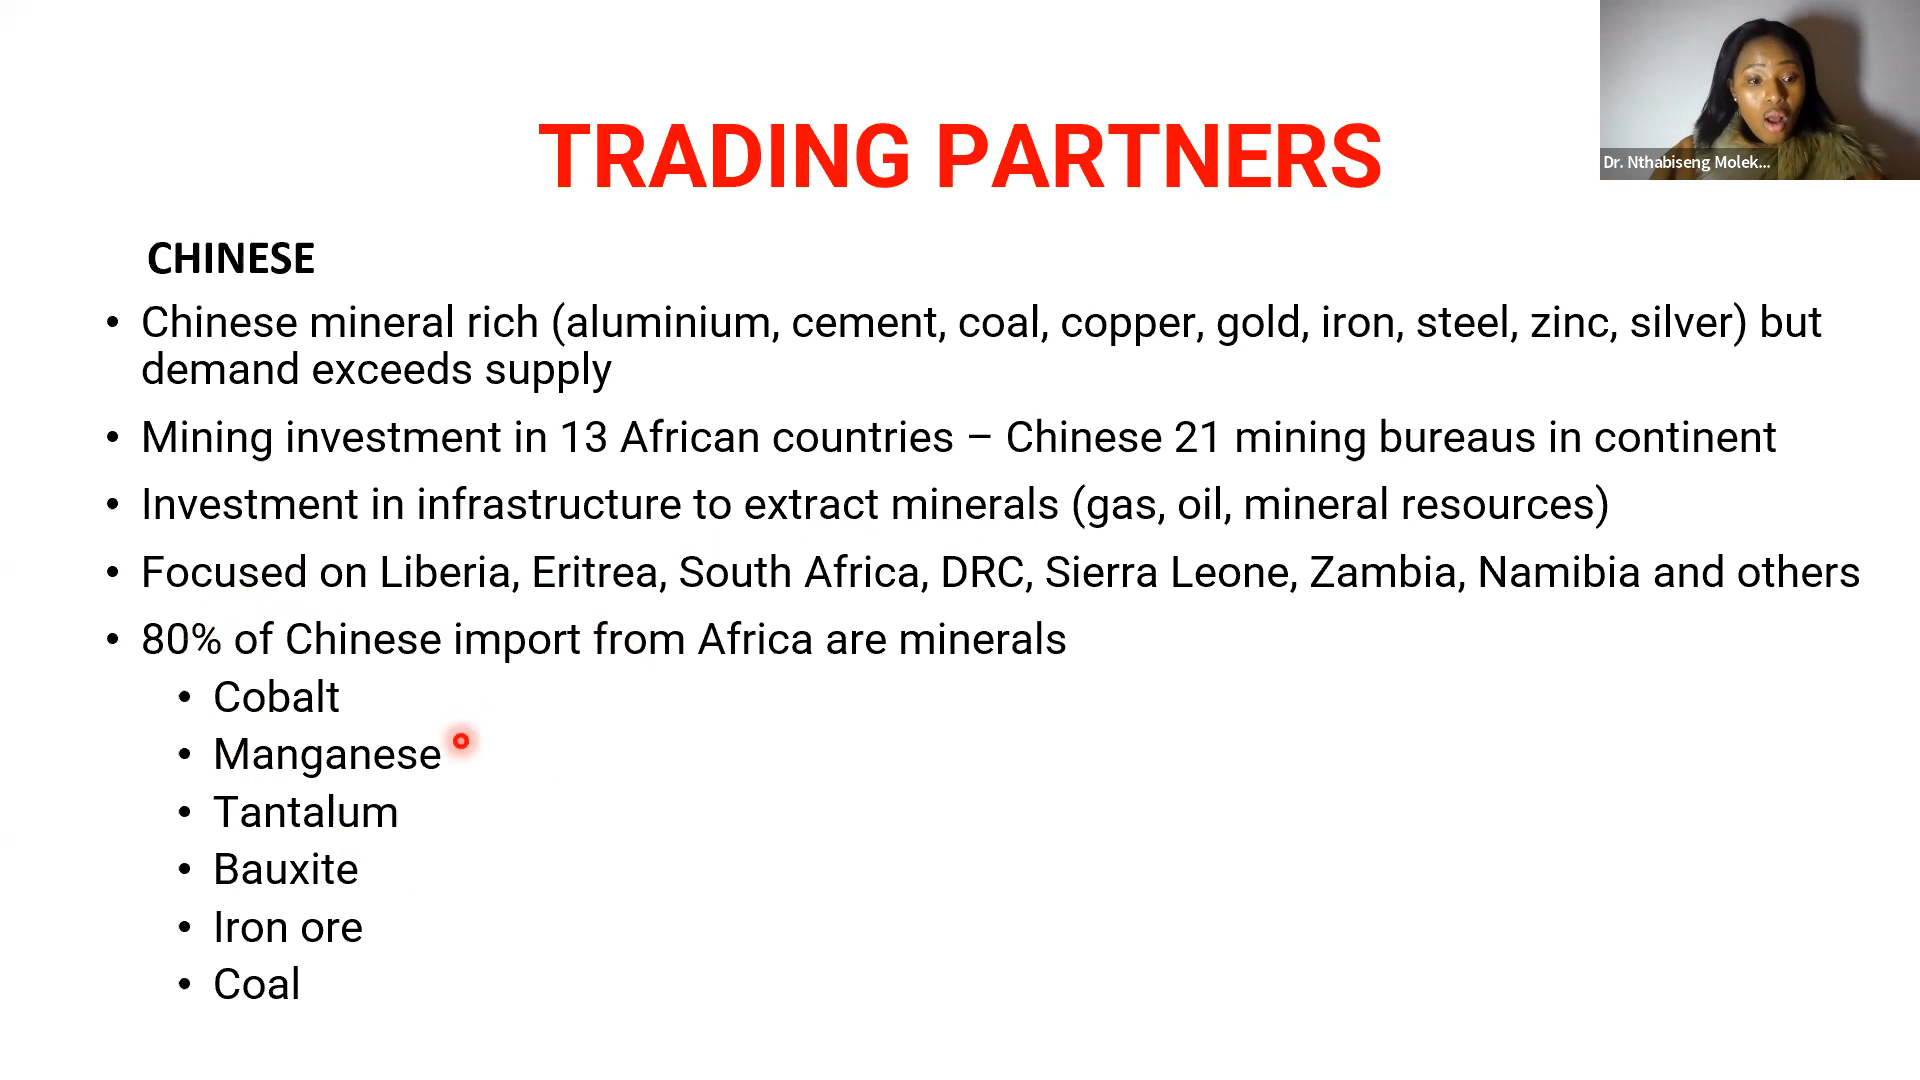 TRADING PARTNERS
Dr. Nthabiseng Molek...
CHINESE
• Chinese mineral rich (aluminium, cement, coal, copper, gold, iron, steel, zinc, silver) but
demand exceeds supply
• Mining investment in 13 African countries – Chinese 21 mining bureaus in continent
• Investment in infrastructure to extract minerals (gas, oil, mineral resources)
• Focused on Liberia, Eritrea, South Africa, DRC, Sierra Leone, Zambia, Namibia and others
• 80% of Chinese import from Africa are minerals
• Cobalt
• Manganese
• Tantalum
• Bauxite
• Iron ore
• Coal